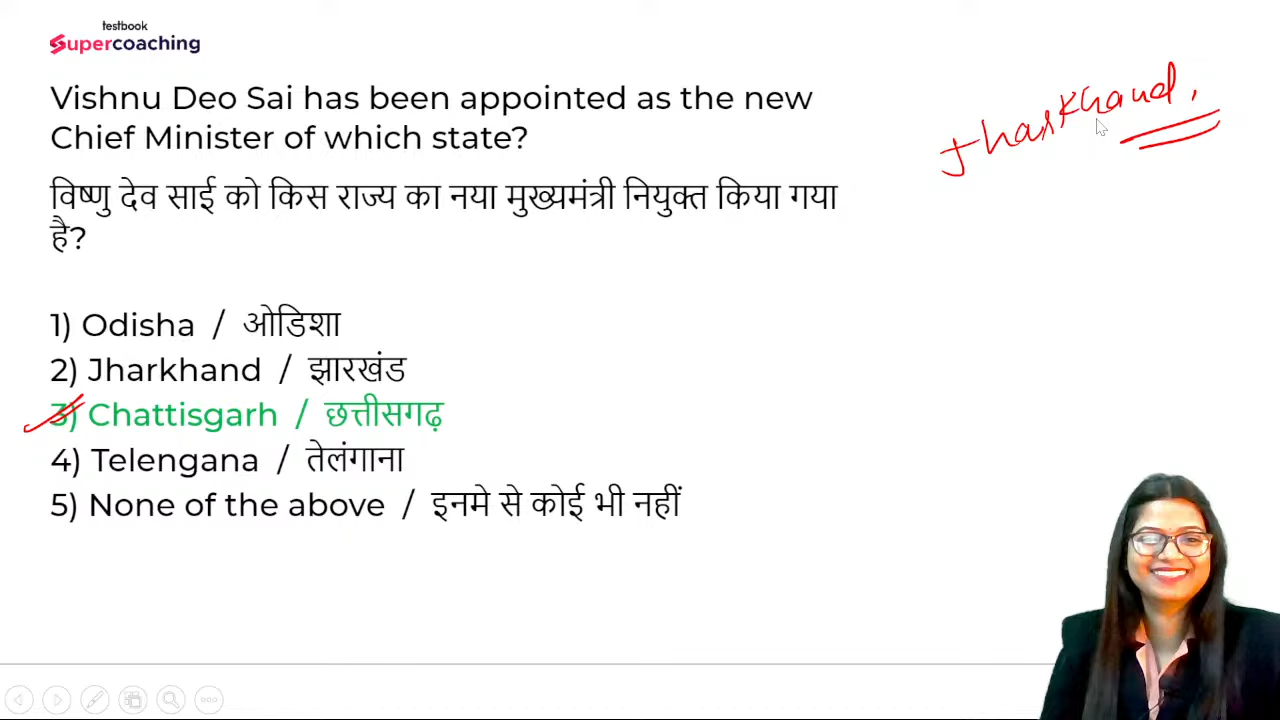 testbook
Supercoaching
Vishnu Deo Sai has been appointed as the new
Chief Minister of which state?
Jharkhand,
विष्णु देव साई को किस राज्य का नया मुख्यमंत्री नियुक्त किया गया
है?
1) Odisha / ओडिशा
2) Jharkhand / झारखंड
3) Chattisgarh / छत्तीसगढ़
4) Telengana / तेलंगाना
5) None of the above / इनमे से कोई भी नहीं